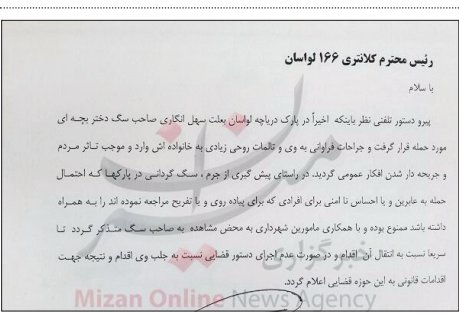 رئیس محترم کلانتری ۱۶۶ لواسان
با سلام
پیرو دستور تلفنی نظر باینکه اخیراً در پارک دریاچه لواسان بعلت سهل انگاری صاحب سگ دختر بچه ای
مورد حمله قرار گرفت و جراحات فراوانی به وی و تالمات روحی زیادی به خانواده اش وارد و موجب تاثر مردم
و جریحه دار شدن افکار عمومی گردید. در راستای پیش گیری از جرم ، سگ گردانی در پارکها که احتمال
حمله به عابرین و یا احساس نا امنی برای افرادی که برای پیاده روی و یا تفریح مراجعه نموده اند را به همراه
داشته باشد ممنوع بوده و با همکاری مامورین شهرداری به محض مشاهده به صاحب سگ متذکر گردد تا
سریعا نسبت به انتقال آن اقدام و در صورت عدم اجرای دستور قضایی نسبت به جلب وی اقدام و نتیجه جهت
اقدامات قانونی به این حوزه قضایی اعلام گردد.
میزان
خبرگزاری
Mizan Online News Agency